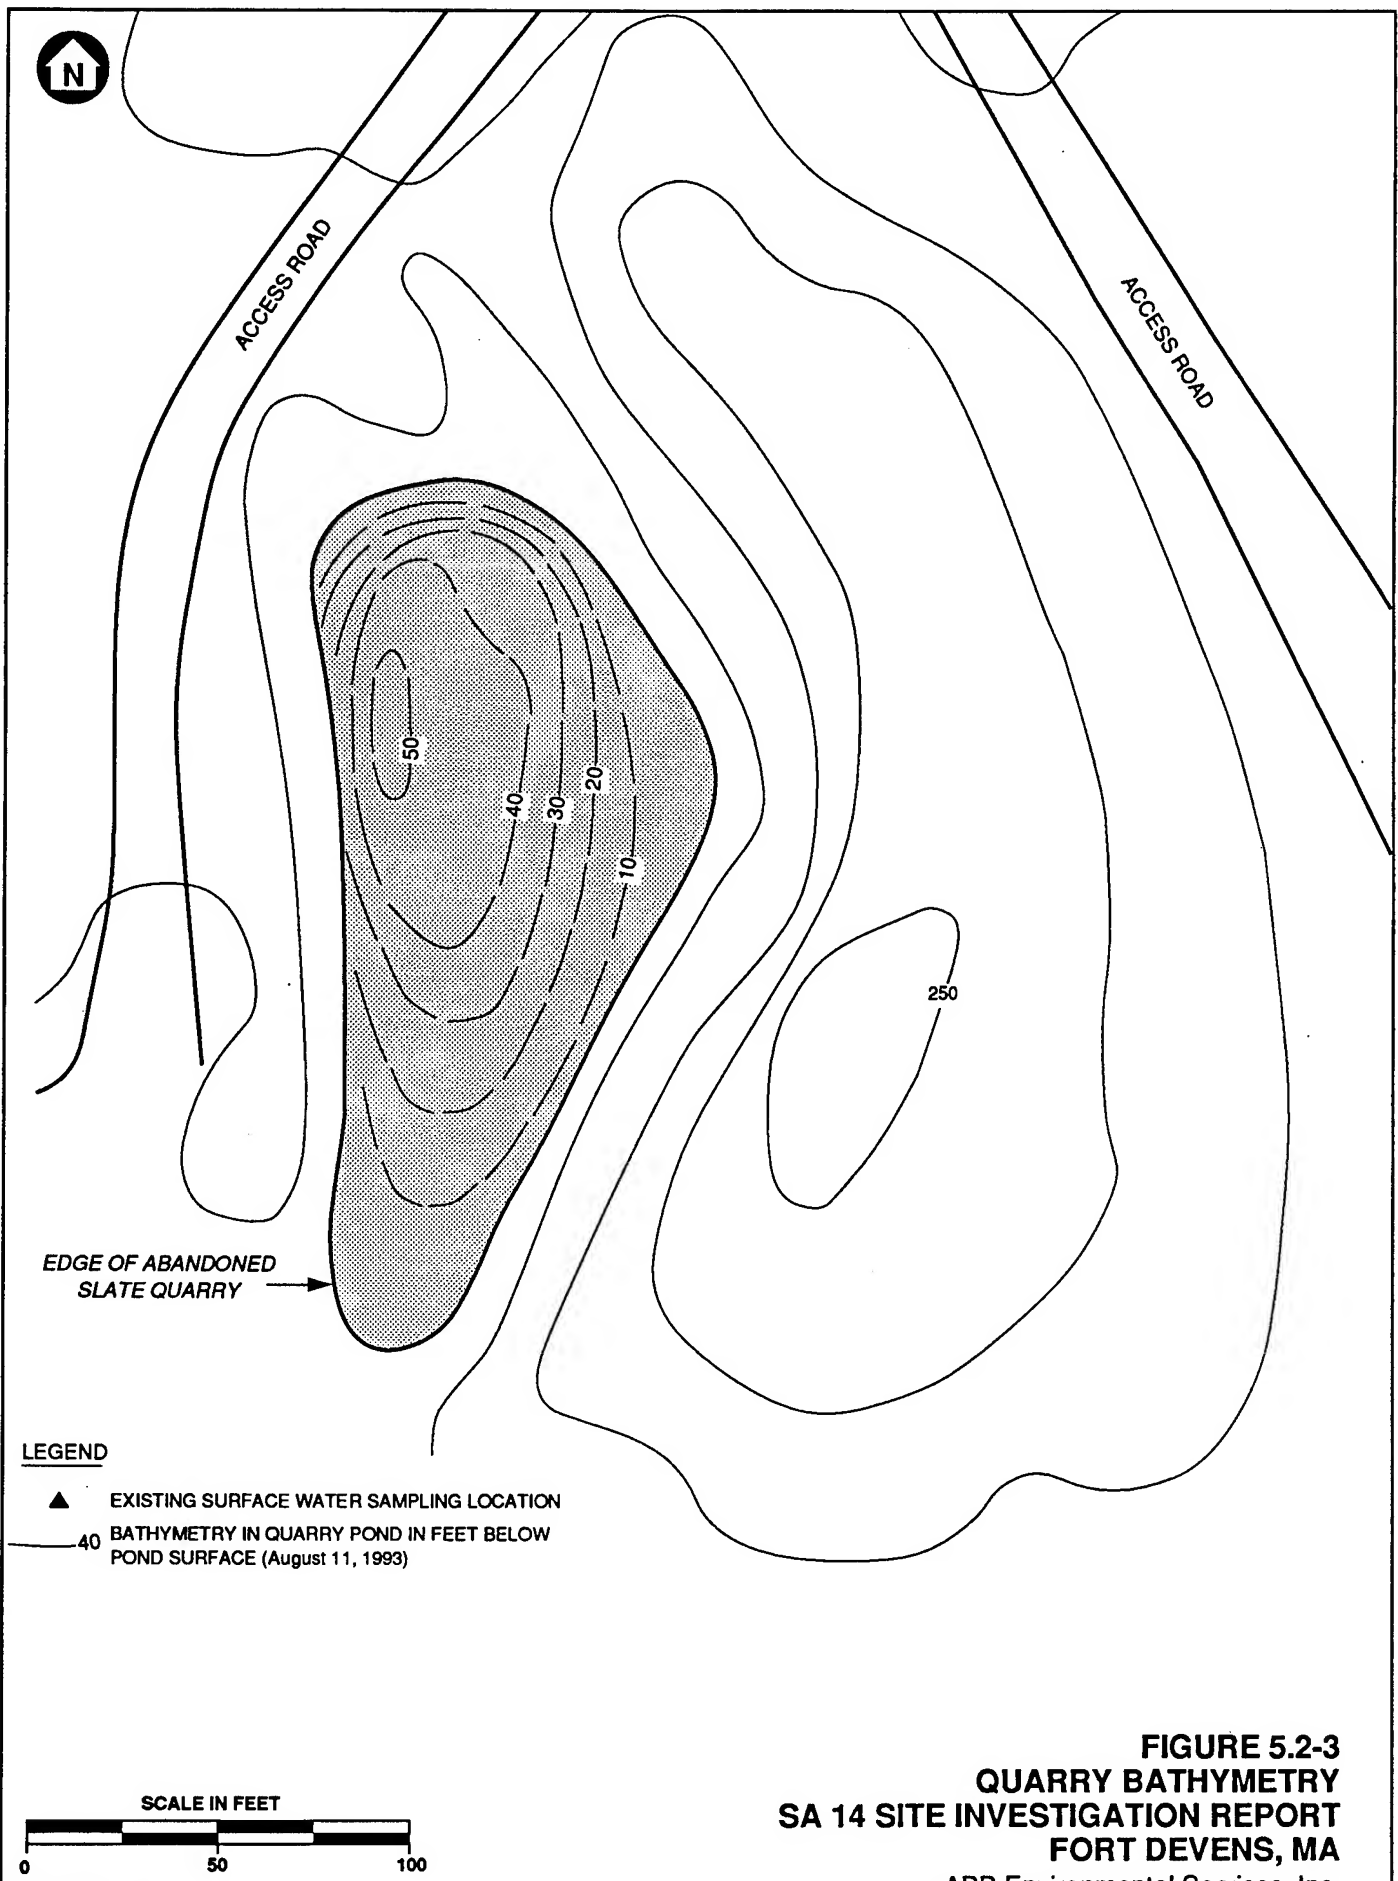 N
ACCESS ROAD
ACCESS ROAD
50
40
30
20
10
250
EDGE OF ABANDONED
SLATE QUARRY
LEGEND
EXISTING SURFACE WATER SAMPLING LOCATION
40 BATHYMETRY IN QUARRY POND IN FEET BELOW
POND SURFACE (August 11, 1993)
SCALE IN FEET
0 50 100
FIGURE 5.2-3
QUARRY BATHYMETRY
SA 14 SITE INVESTIGATION REPORT
FORT DEVENS, MA